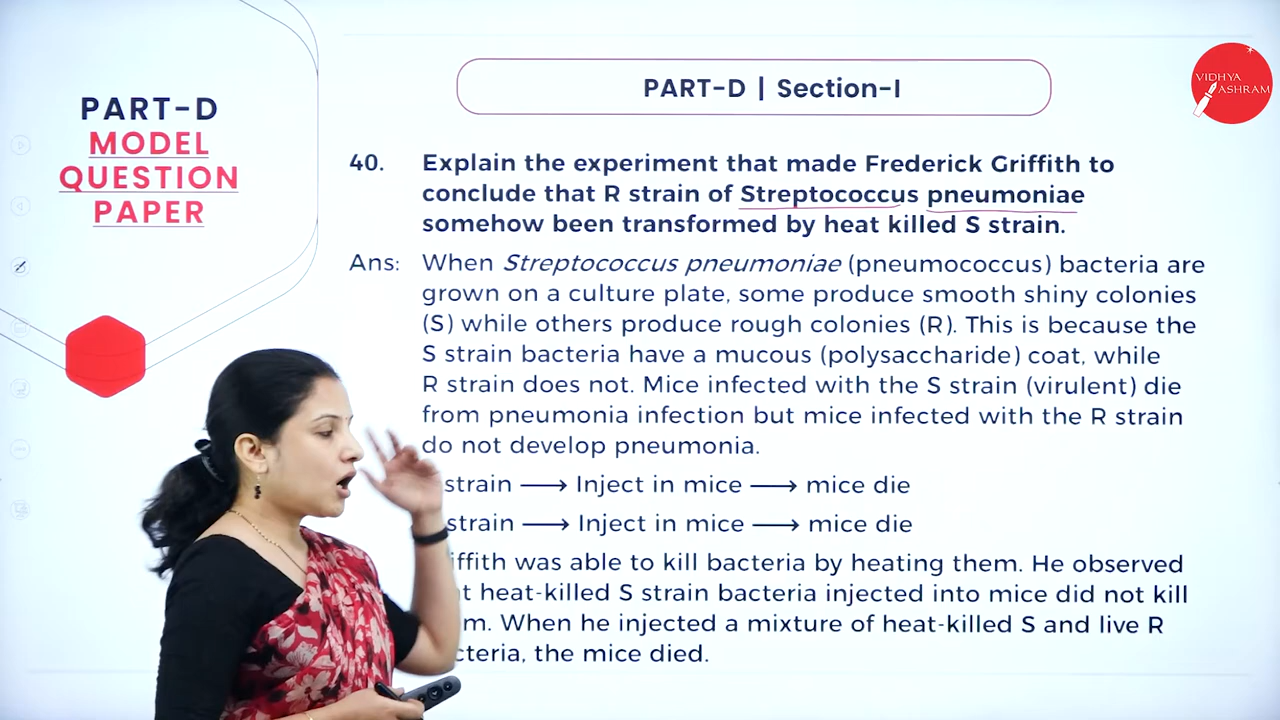 PART-D
MODEL
QUESTION
PAPER
PART-D | Section-I
VIDHYA
ASHRAM
40. Explain the experiment that made Frederick Griffith to
conclude that R strain of Streptococcus pneumoniae
somehow been transformed by heat killed S strain.
Ans: When Streptococcus pneumoniae (pneumococcus) bacteria are
grown on a culture plate, some produce smooth shiny colonies
(S) while others produce rough colonies (R). This is because the
S strain bacteria have a mucous (polysaccharide) coat, while
R strain does not. Mice infected with the S strain (virulent) die
from pneumonia infection but mice infected with the R strain
do not develop pneumonia.
strain ⟶ Inject in mice ⟶ mice die
strain ⟶ Inject in mice ⟶ mice die
was able to kill bacteria by heating them. He observed
heat-killed S strain bacteria injected into mice did not kill
When he injected a mixture of heat-killed S and live R
the mice died.